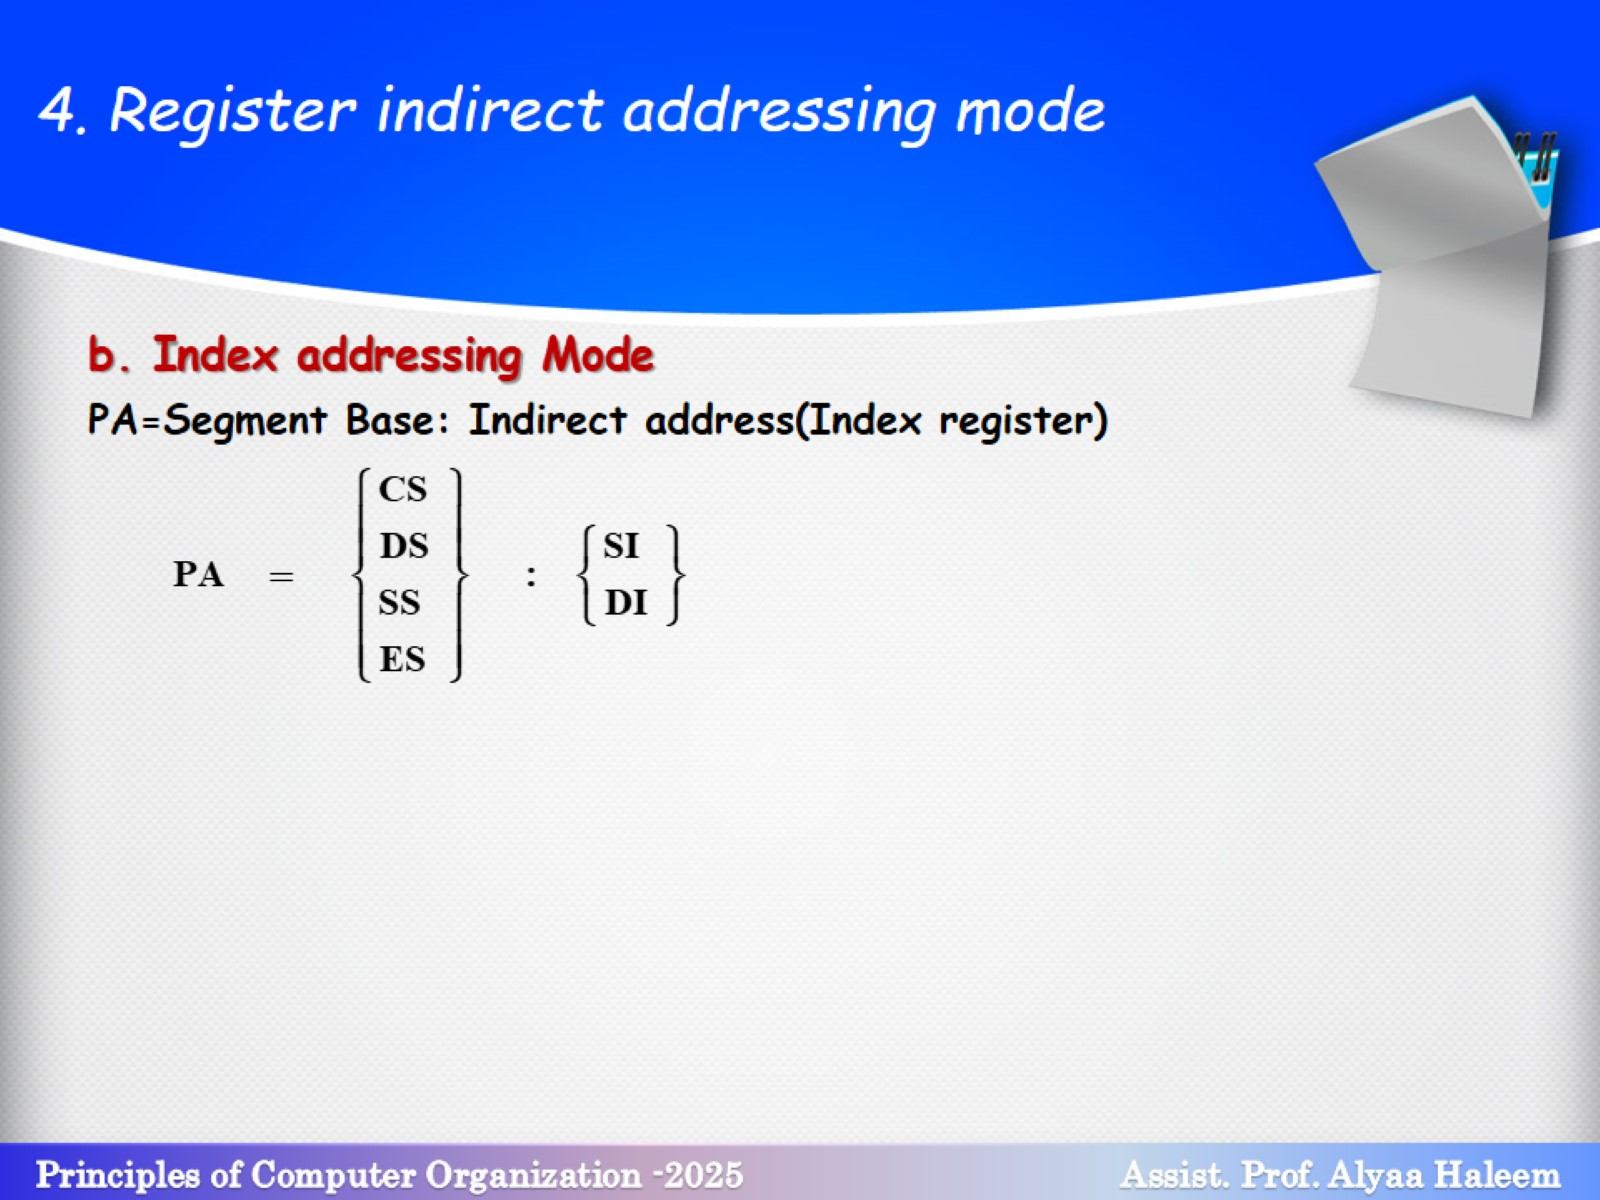 4. Register indirect addressing mode
b. Index addressing Mode
PA=Segment Base: Indirect address(Index register)
PA = { CS DS SS ES } : { SI DI }
Principles of Computer Organization -2025
Assist. Prof. Alyaa Haleem